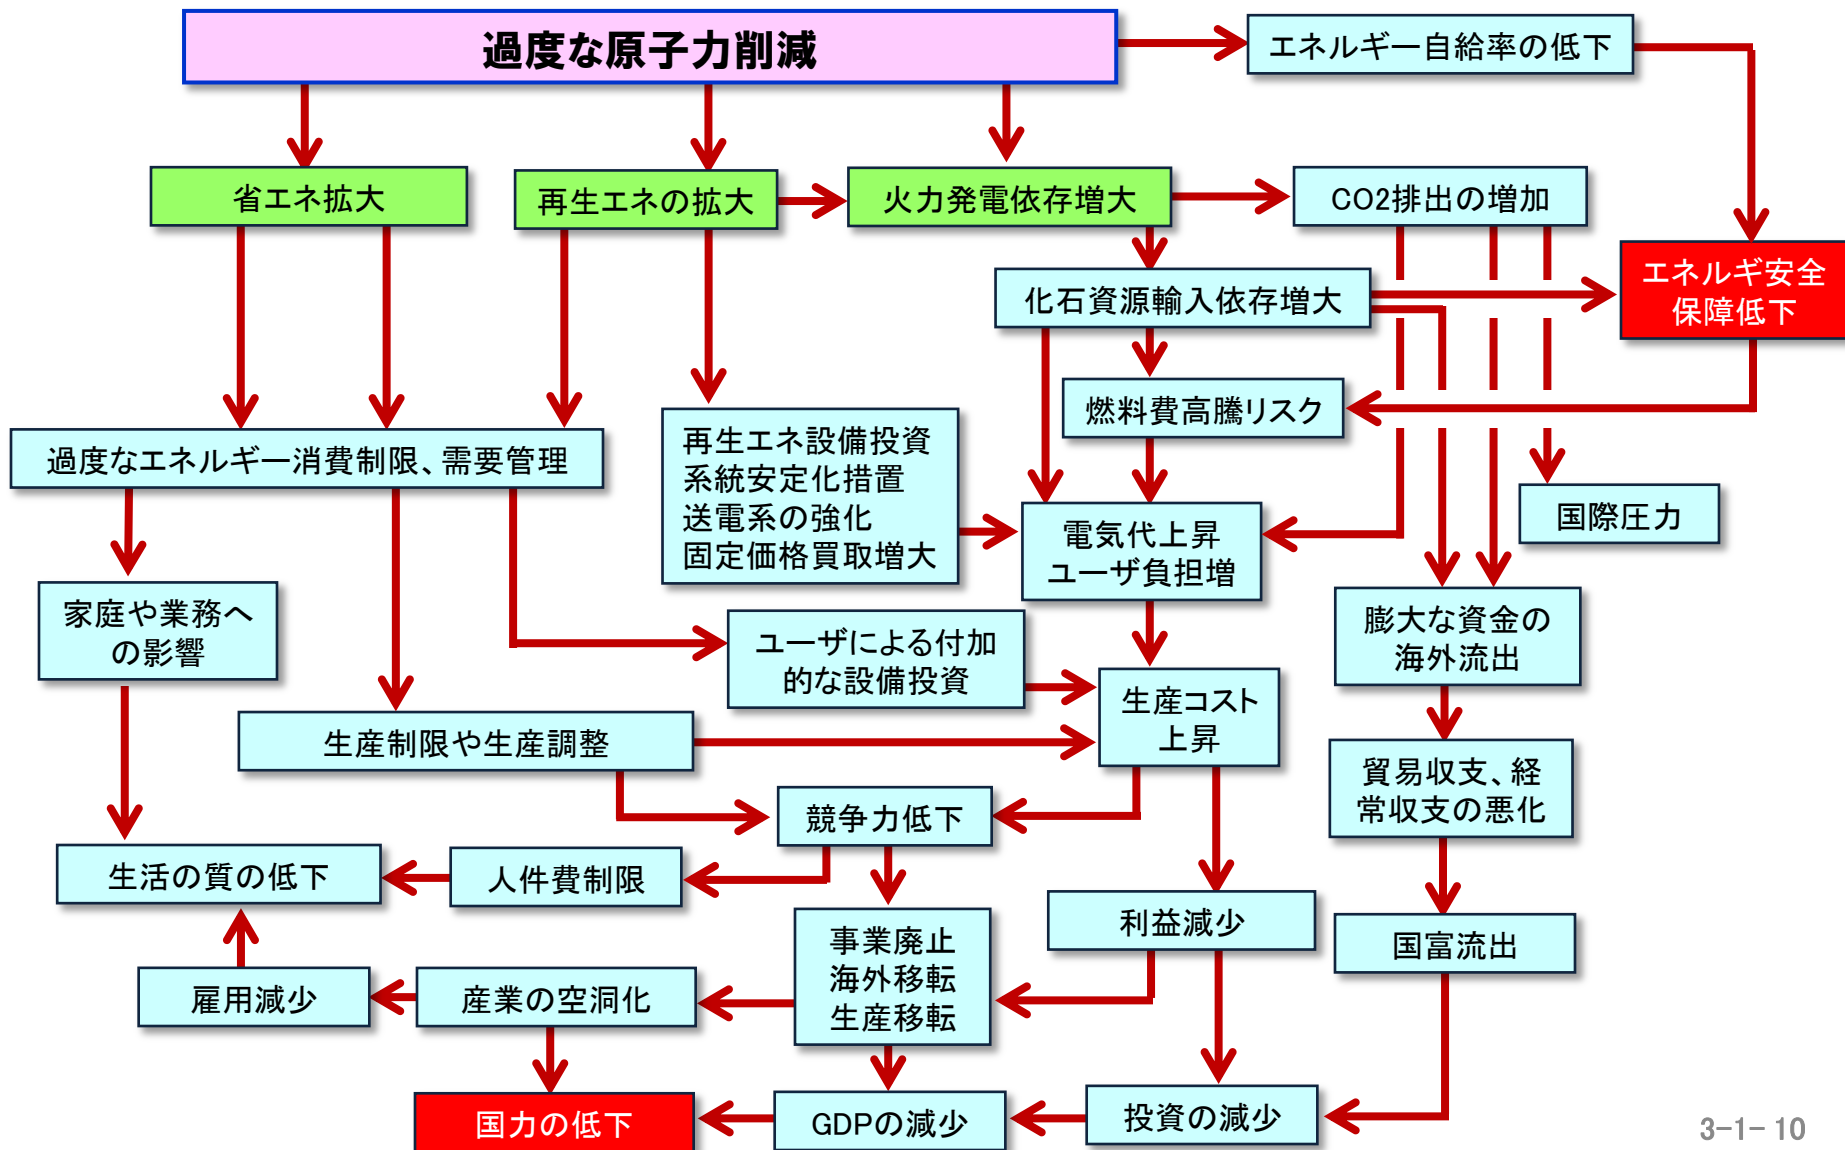 過度な原子力削減
エネルギー自給率の低下
省エネ拡大
再生エネの拡大
火力発電依存増大
CO2排出の増加
エネルギ安全
保障低下
化石資源輸入依存増大
燃料費高騰リスク
過度なエネルギー消費制限、需要管理
再生エネ設備投資
系統安定化措置
送電系の強化
固定価格買取増大
電気代上昇
ユーザ負担増
国際圧力
家庭や業務へ
の影響
ユーザによる付加
的な設備投資
膨大な資金の
海外流出
生産コスト
上昇
生産制限や生産調整
貿易収支、経
常収支の悪化
競争力低下
生活の質の低下
人件費制限
利益減少
事業廃止
海外移転
生産移転
国富流出
雇用減少
産業の空洞化
国力の低下
GDPの減少
投資の減少
3-1-10